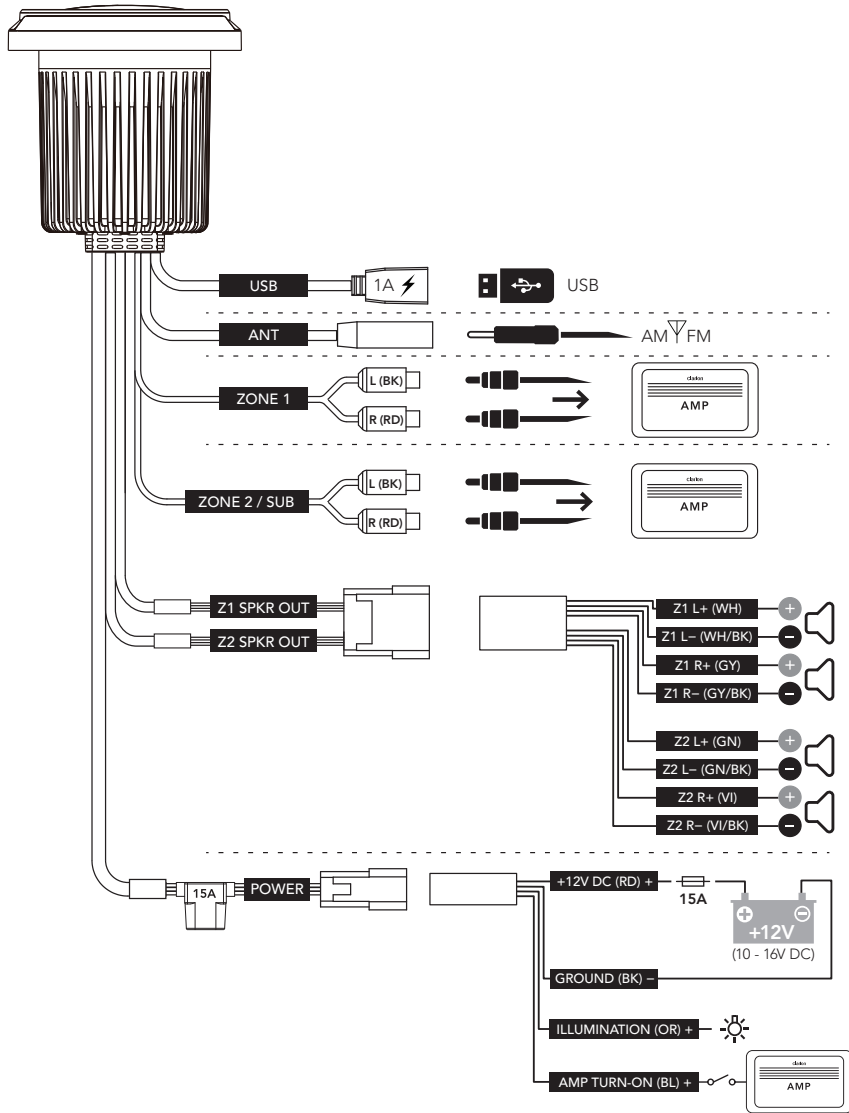 USB
1A
USB
ANT
AM FM
ZONE 1
L (BK)
R (RD)
clarion
AMP
ZONE 2 / SUB
L (BK)
R (RD)
clarion
AMP
Z1 SPKR OUT
Z2 SPKR OUT
Z1 L+ (WH) +
Z1 L− (WH/BK) −
Z1 R+ (GY) +
Z1 R− (GY/BK) −
Z2 L+ (GN) +
Z2 L− (GN/BK) −
Z2 R+ (VI) +
Z2 R− (VI/BK) −
15A
POWER
+12V DC (RD) +
15A
+ −
+12V
(10 - 16V DC)
GROUND (BK) −
ILLUMINATION (OR) +
AMP TURN-ON (BL) +
clarion
AMP